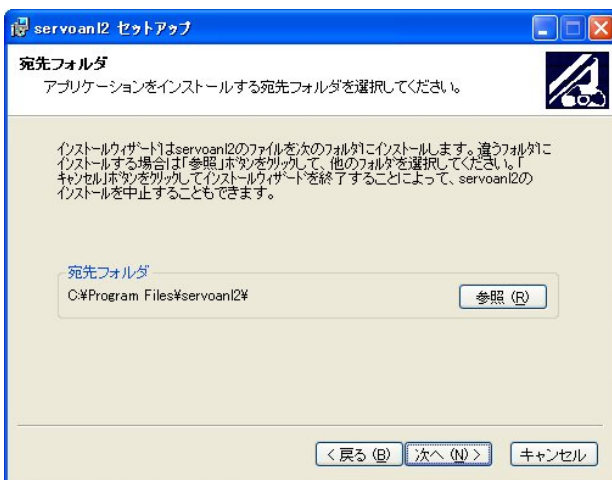 servoanl2 セットアップ
宛先フォルダ
アプリケーションをインストールする宛先フォルダを選択してください。
インストールウィザードはservoanl2のファイルを次のフォルダにインストールします。違うフォルダに
インストールする場合は「参照」ボタンをクリックして、他のフォルダを選択してください。「
キャンセル」ボタンをクリックしてインストールウィザードを終了することによって、servoanl2の
インストールを中止することもできます。
宛先フォルダ
C:¥Program Files¥servoanl2¥
参照 (R)
< 戻る (B)
次へ (N) >
キャンセル